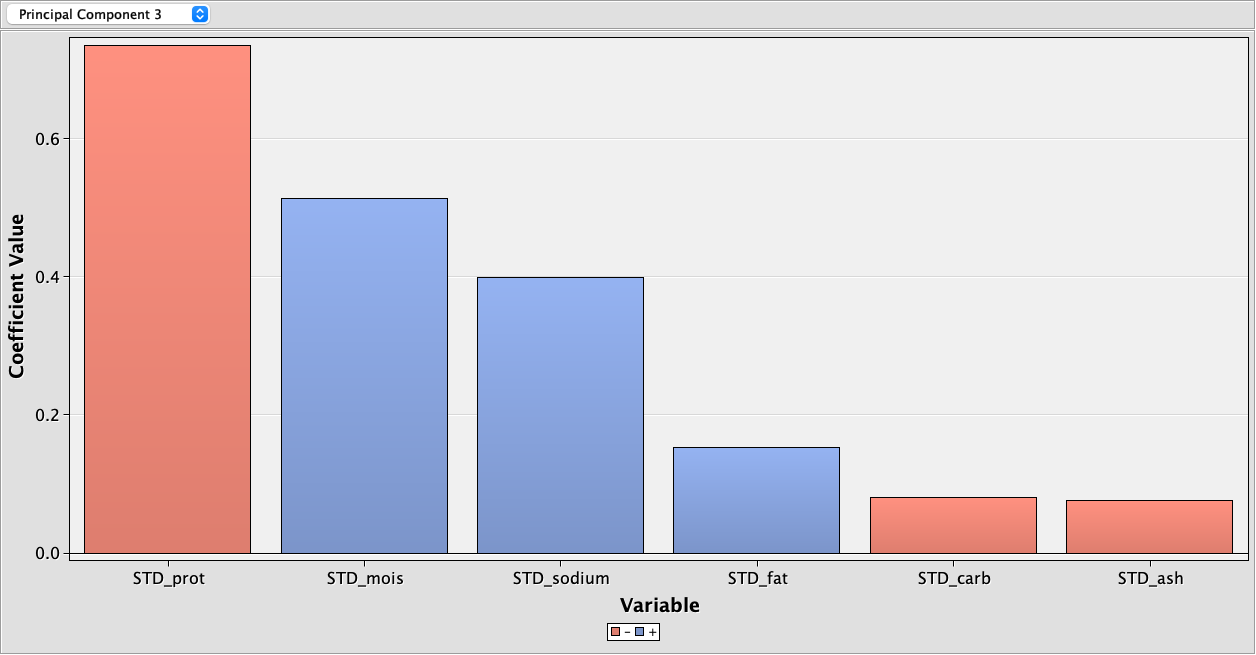 Principal Component 3
Coefficient Value
0.6
0.4
0.2
0.0
STD_prot STD_mois STD_sodium STD_fat STD_carb STD_ash
Variable
- +